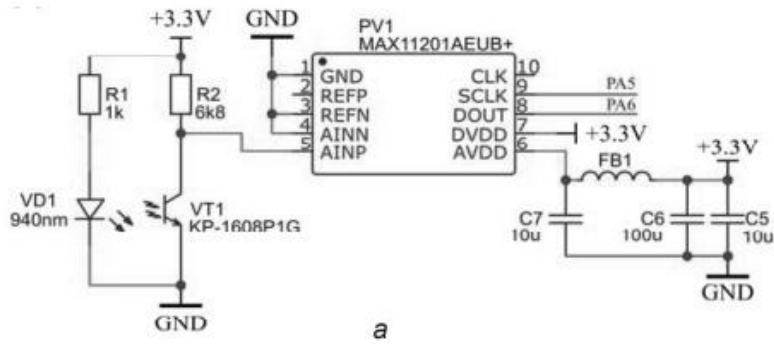 +3.3V
GND
PV1
MAX11201AEUB+
R1
1k
R2
6k8
1
GND
2
REFP
3
REFN
4
AINN
5
AINP
CLK
10
SCLK
9
PA5
DOUT
8
PA6
DVDD
7
+3.3V
AVDD
6
FB1
+3.3V
VD1
940nm
VT1
KP-1608P1G
C7
10u
C6
100u
C5
10u
GND
GND
a